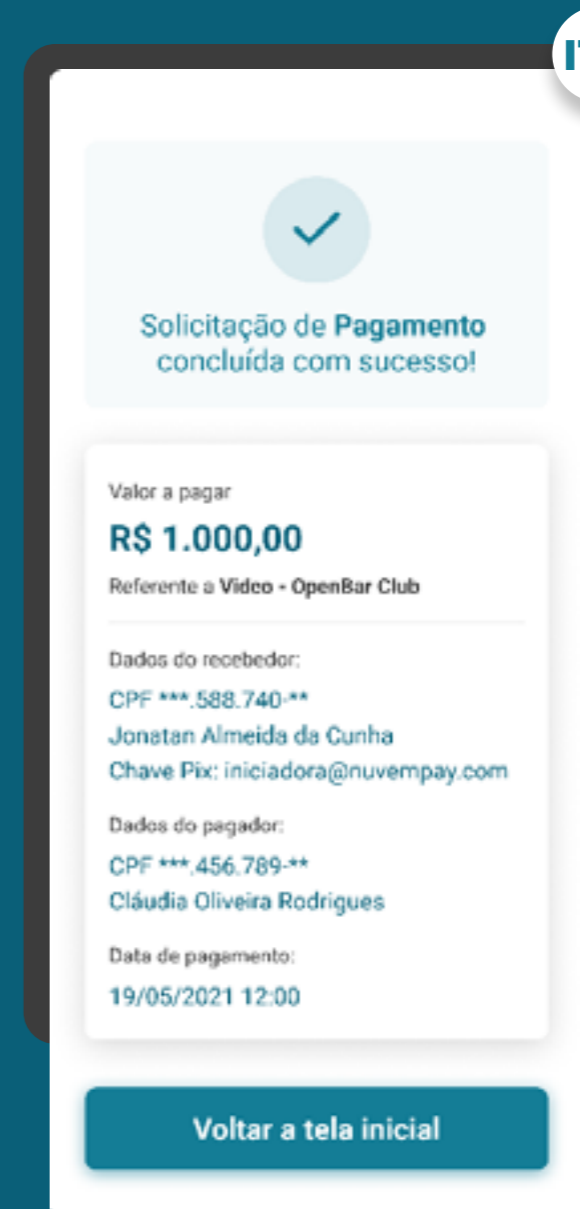 Solicitação de Pagamento
concluída com sucesso!
Valor a pagar
R$ 1.000,00
Referente a Video - OpenBar Club
Dados do recebedor:
CPF ***.588.740-**
Jonatan Almeida da Cunha
Chave Pix: iniciadora@nuvempay.com
Dados do pagador:
CPF ***.456.789-**
Cláudia Oliveira Rodrigues
Data de pagamento:
19/05/2021 12:00
Voltar a tela inicial